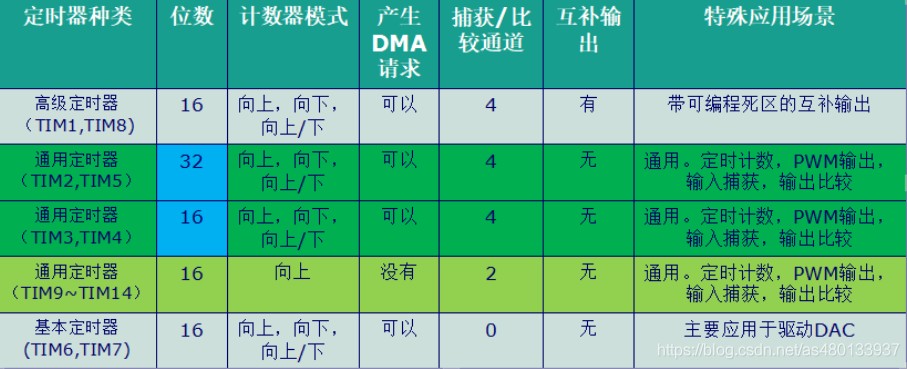 定时器种类 位数 计数器模式 产生DMA请求 捕获/比较通道 互补输出 特殊应用场景
高级定时器（TIM1,TIM8） 16 向上，向下，向上/下 可以 4 有 带可编程死区的互补输出
通用定时器（TIM2,TIM5） 32 向上，向下，向上/下 可以 4 无 通用。定时计数，PWM输出，输入捕获，输出比较
通用定时器（TIM3,TIM4） 16 向上，向下，向上/下 可以 4 无 通用。定时计数，PWM输出，输入捕获，输出比较
通用定时器（TIM9~TIM14） 16 向上 没有 2 无 通用。定时计数，PWM输出，输入捕获，输出比较
基本定时器(TIM6,TIM7) 16 向上，向下，向上/下 可以 0 无 主要应用于驱动DAC
https://blog.csdn.net/as480133937